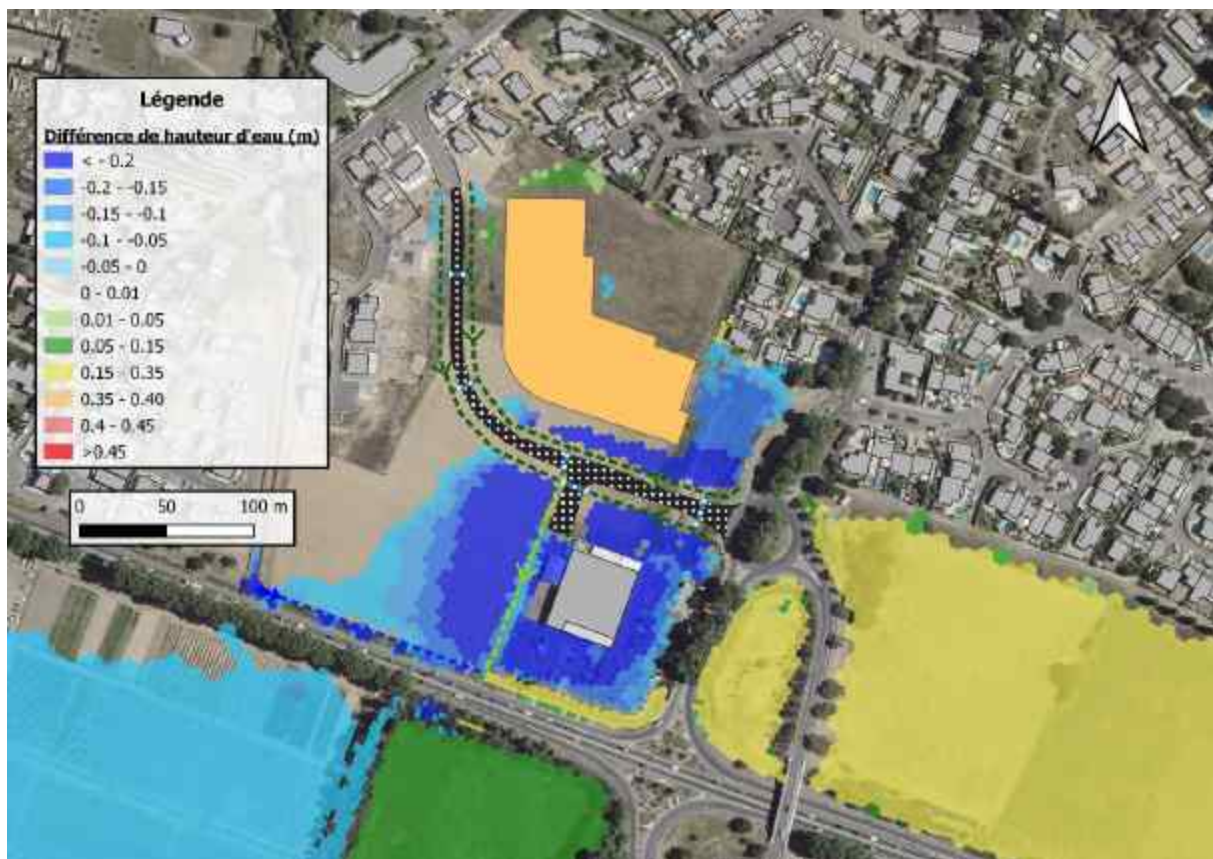 Légende
Différence de hauteur d'eau (m)
< - 0.2
-0.2 - -0.15
-0.15 - -0.1
-0.1 - -0.05
-0.05 - 0
0 - 0.01
0.01 - 0.05
0.05 - 0.15
0.15 - 0.35
0.35 - 0.40
0.4 - 0.45
>0.45
0 50 100 m